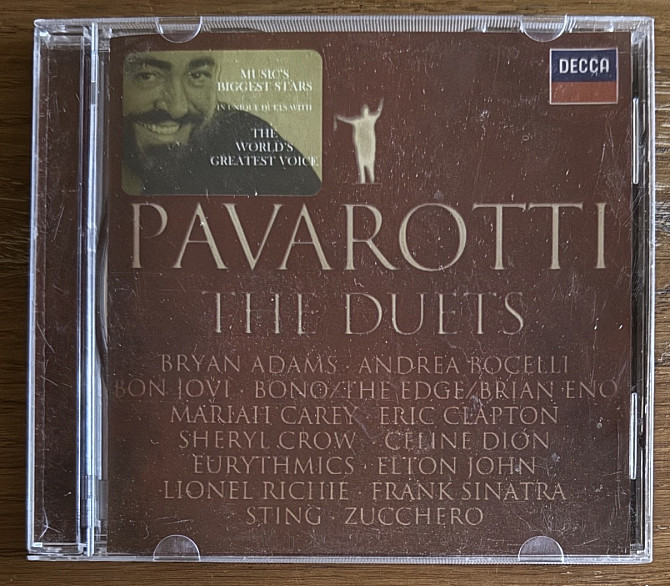 MUSIC'S
BIGGEST STARS
IN UNIQUE DUETS WITH
THE
WORLD'S
GREATEST VOICE
DECCA
PAVAROTTI
THE DUETS
BRYAN ADAMS · ANDREA BOCELLI
BON JOVI · BONO/THE EDGE/BRIAN ENO
MARIAH CAREY · ERIC CLAPTON
SHERYL CROW · CELINE DION
EURYTHMICS · ELTON JOHN
LIONEL RICHIE · FRANK SINATRA
STING · ZUCCHERO